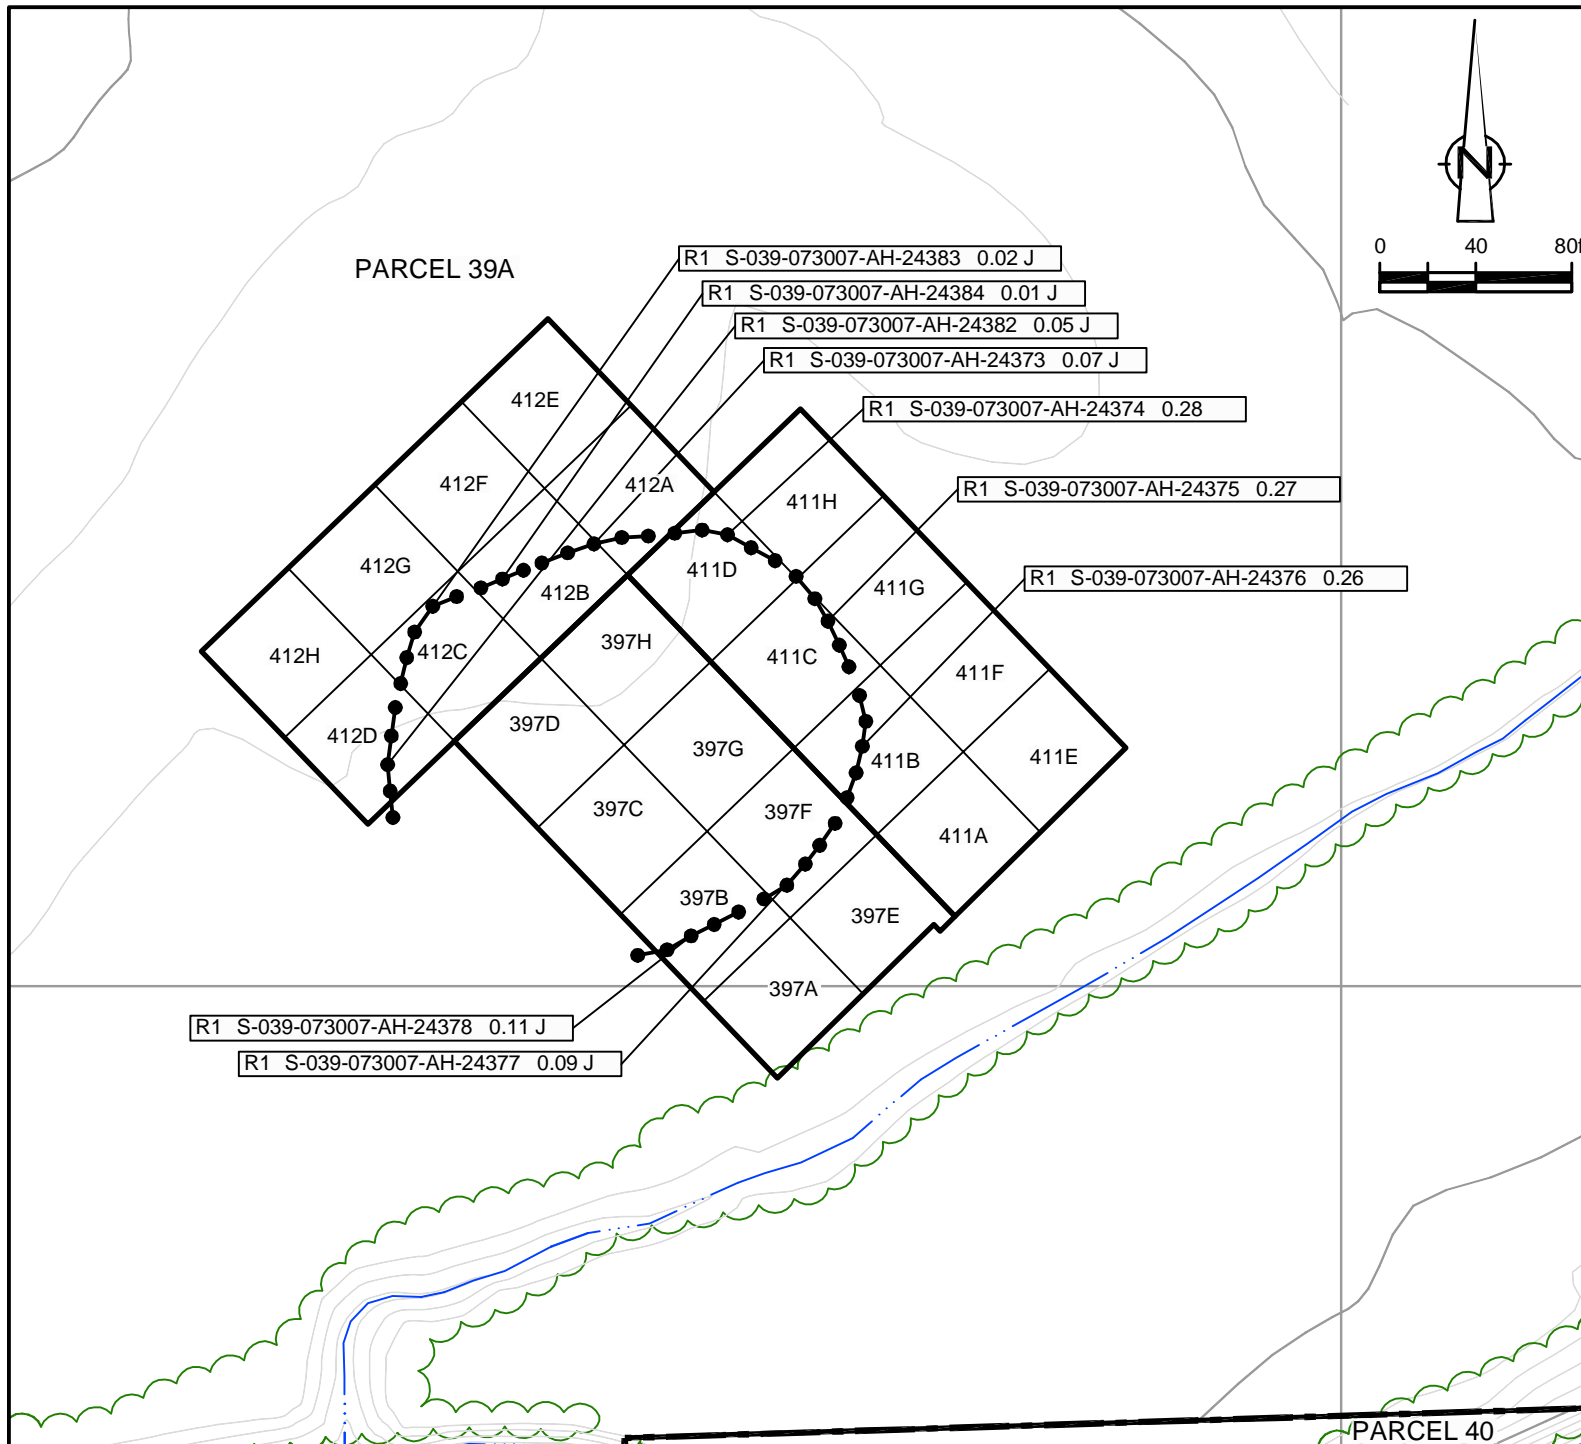 N
0 40 80f
PARCEL 39A
R1 S-039-073007-AH-24383 0.02 J
R1 S-039-073007-AH-24384 0.01 J
R1 S-039-073007-AH-24382 0.05 J
R1 S-039-073007-AH-24373 0.07 J
R1 S-039-073007-AH-24374 0.28
R1 S-039-073007-AH-24375 0.27
R1 S-039-073007-AH-24376 0.26
412E
412F
412A
411H
412G
411D
412B
411G
397H
412C
412H
411C
411F
412D
397D
397G
411B
411E
397C
397F
411A
397B
397E
397A
R1 S-039-073007-AH-24378 0.11 J
R1 S-039-073007-AH-24377 0.09 J
PARCEL 40